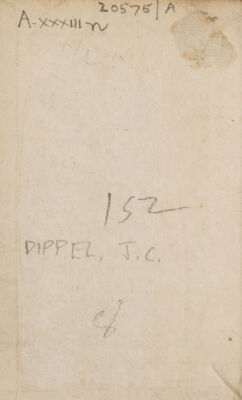 20575/A
A-XXXIII n
152
DIPPEL, J.C.